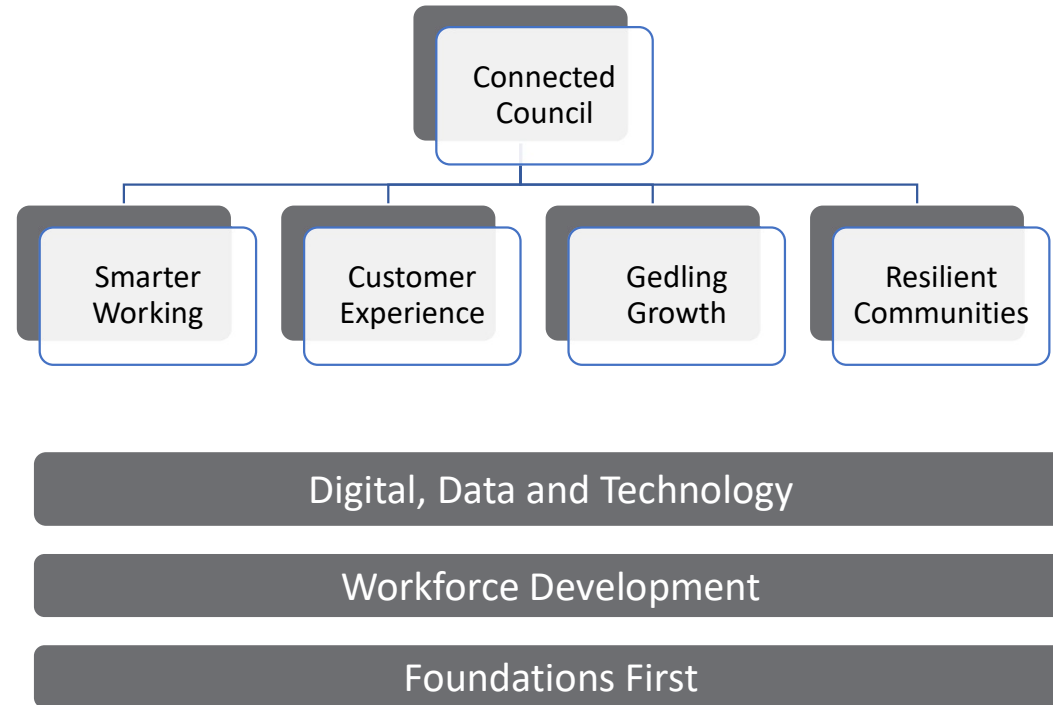 Connected
Council
Smarter
Working
Customer
Experience
Gedling
Growth
Resilient
Communities
Digital, Data and Technology
Workforce Development
Foundations First